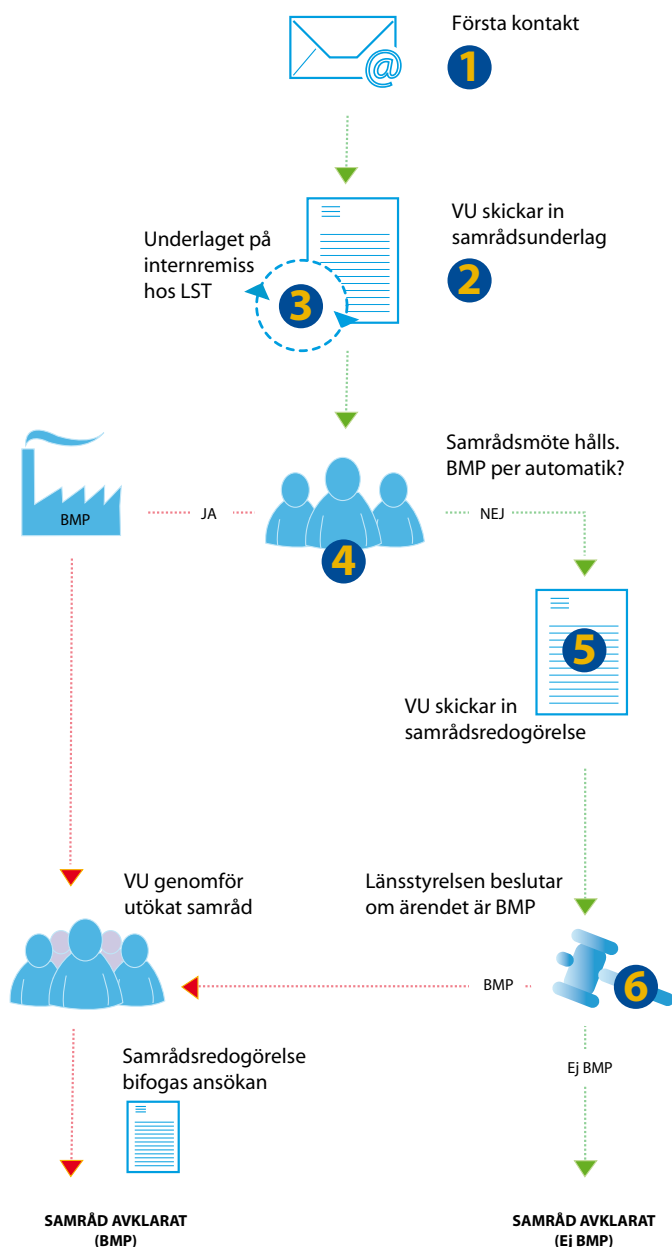 Första kontakt
1
@
VU skickar in
samrådsunderlag
2
Underlaget på
internremiss
hos LST
3
Samrådsmöte hålls.
BMP per automatik?
BMP
JA
NEJ
4
5
VU skickar in
samrådsredogörelse
VU genomför
utökat samråd
Länsstyrelsen beslutar
om ärendet är BMP
BMP
6
Samrådsredogörelse
bifogas ansökan
Ej BMP
SAMRÅD AVKLARAT
(BMP)
SAMRÅD AVKLARAT
(Ej BMP)